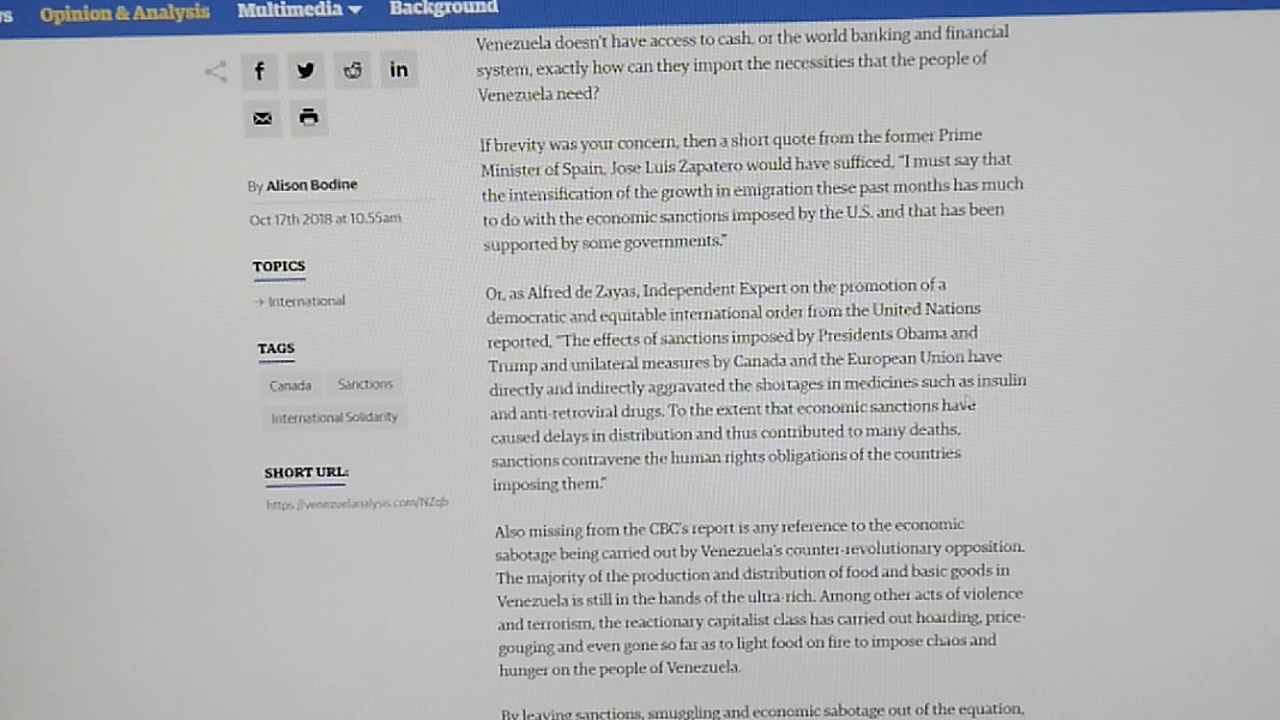 Opinion & Analysis
Multimedia
Background
By Alison Bodine
Oct 17th 2018 at 10.55am
TOPICS
→ International
TAGS
Canada
Sanctions
International Solidarity
SHORT URL:
https://venezuelanalysis.com/NZqb
Venezuela doesn't have access to cash, or the world banking and financial
system, exactly how can they import the necessities that the people of
Venezuela need?
If brevity was your concern, then a short quote from the former Prime
Minister of Spain, Jose Luis Zapatero would have sufficed, "I must say that
the intensification of the growth in emigration these past months has much
to do with the economic sanctions imposed by the U.S. and that has been
supported by some governments."
Or, as Alfred de Zayas, Independent Expert on the promotion of a
democratic and equitable international order from the United Nations
reported, "The effects of sanctions imposed by Presidents Obama and
Trump and unilateral measures by Canada and the European Union have
directly and indirectly aggravated the shortages in medicines such as insulin
and anti-retroviral drugs. To the extent that economic sanctions have
caused delays in distribution and thus contributed to many deaths,
sanctions contravene the human rights obligations of the countries
imposing them."
Also missing from the CBC's report is any reference to the economic
sabotage being carried out by Venezuela's counter-revolutionary opposition.
The majority of the production and distribution of food and basic goods in
Venezuela is still in the hands of the ultra-rich. Among other acts of violence
and terrorism, the reactionary capitalist class has carried out hoarding, price-
gouging and even gone so far as to light food on fire to impose chaos and
hunger on the people of Venezuela.
By leaving sanctions, smuggling and economic sabotage out of the equation,